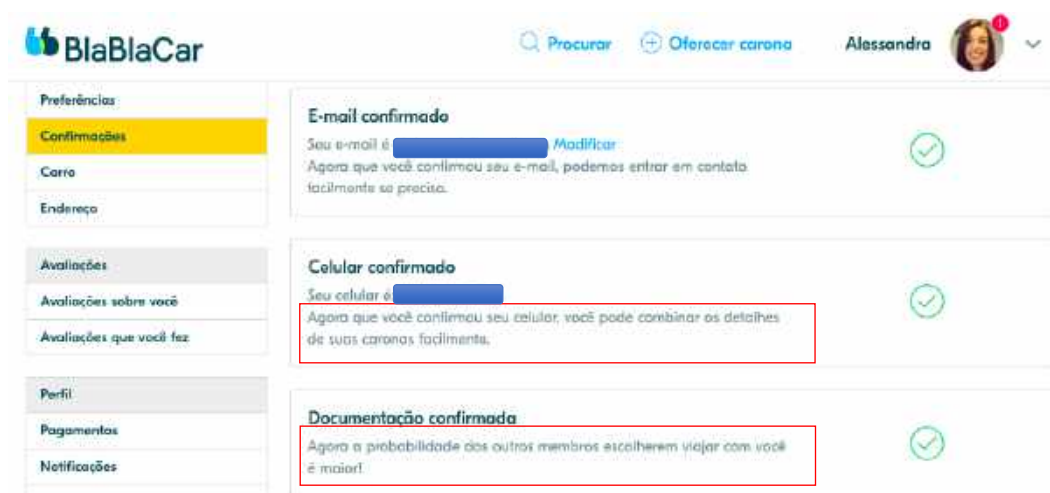 BlaBlaCar
Procurar
Oferecer carona
Alessandra
Preferências
Confirmações
Carro
Endereço
Avaliações
Avaliações sobre você
Avaliações que você fez
Perfil
Pagamentos
Notificações
E-mail confirmado
Seu e-mail é Modificar
Agora que você confirmou seu e-mail, podemos entrar em contato
facilmente se preciso.
Celular confirmado
Seu celular é
Agora que você confirmou seu celular, você pode combinar os detalhes
de suas caronas facilmente.
Documentação confirmada
Agora a probabilidade dos outros membros escolherem viajar com você
é maior!